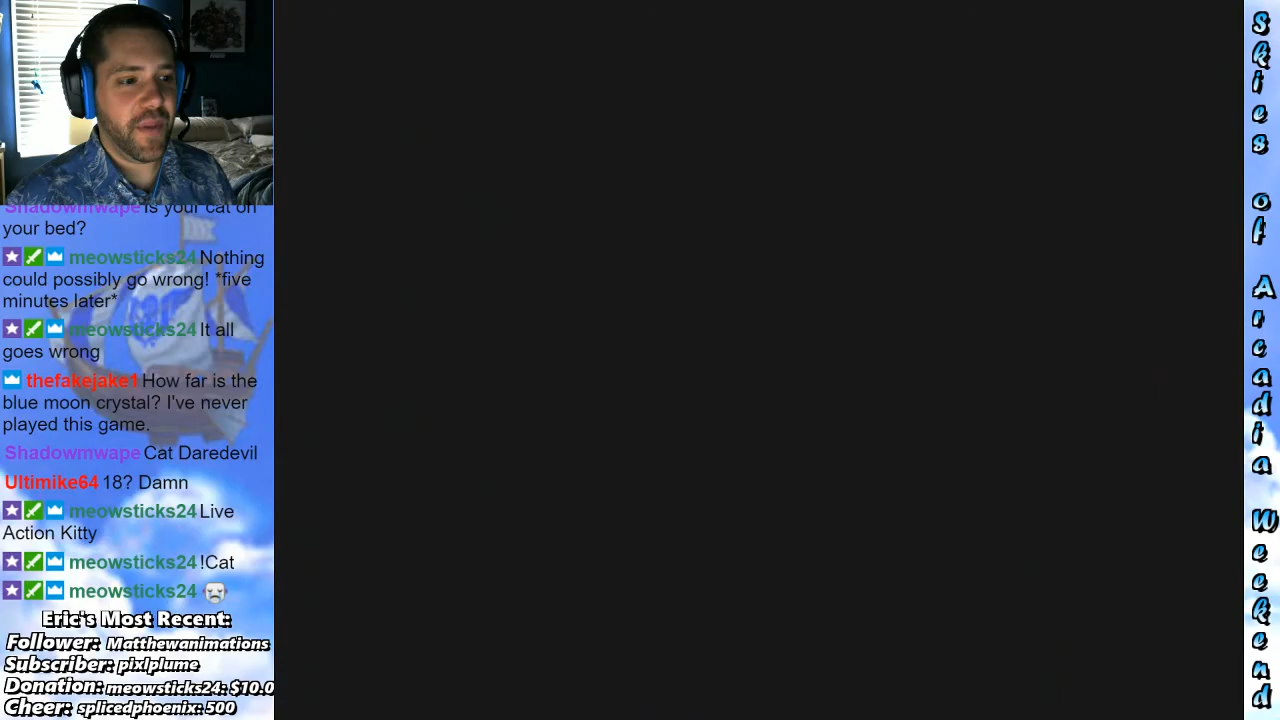 Shadowmwape Is your cat on
your bed?
meowsticks24 Nothing
could possibly go wrong! *five
minutes later*
meowsticks24 It all
goes wrong
thefakejake1 How far is the
blue moon crystal? I've never
played this game.
Shadowmwape Cat Daredevil
Ultimike64 18? Damn
meowsticks24 Live
Action Kitty
meowsticks24 !Cat
meowsticks24
Eric's Most Recent:
Follower: Matthewanimations
Subscriber: pixlplume
Donation: meowsticks24: $10.0
Cheer: splicedphoenix: 500
Skies of Arcadia Weekend